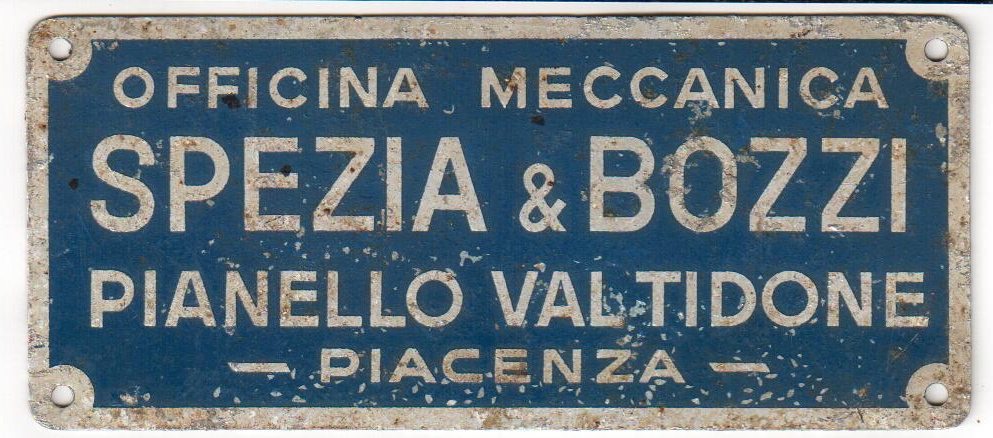 OFFICINA MECCANICA
SPEZIA & BOZZI
PIANELLO VALTIDONE
— PIACENZA —